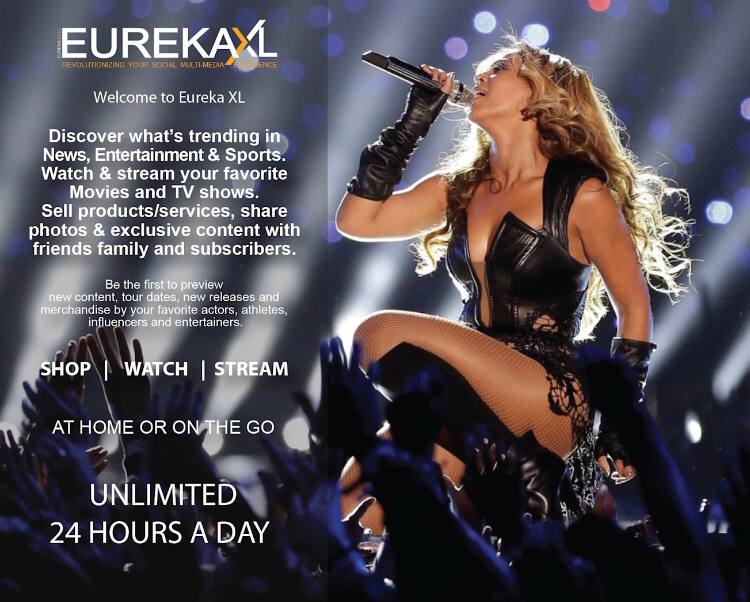 EUREKAXL
REVOLUTIONIZING YOUR SOCIAL MULTI-MEDIA EXPERIENCE
Welcome to Eureka XL
Discover what's trending in
News, Entertainment & Sports.
Watch & stream your favorite
Movies and TV shows.
Sell products/services, share
photos & exclusive content with
friends family and subscribers.
Be the first to preview
new content, tour dates, new releases and
merchandise by your favorite actors, athletes,
influencers and entertainers.
SHOP | WATCH | STREAM
AT HOME OR ON THE GO
UNLIMITED
24 HOURS A DAY